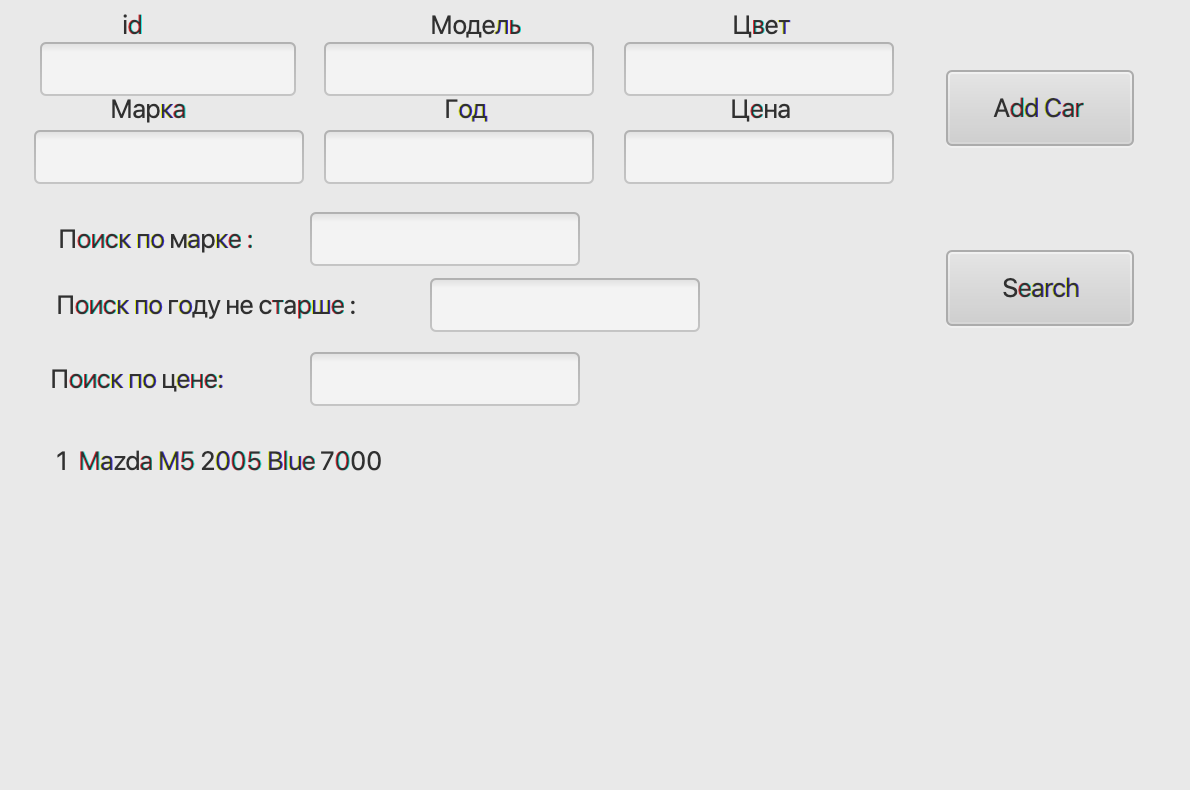 id Модель Цвет
Add Car
Марка Год Цена
Поиск по марке :
Search
Поиск по году не старше :
Поиск по цене:
1 Mazda M5 2005 Blue 7000